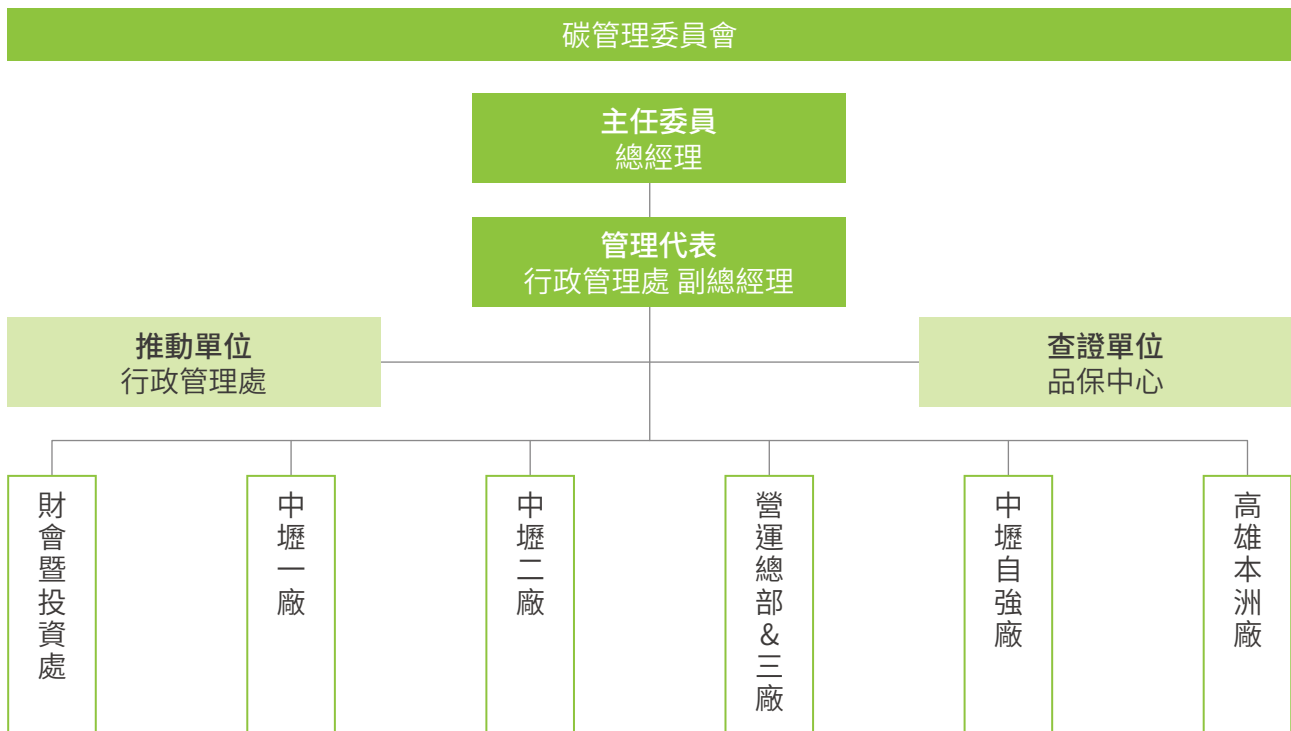 碳管理委員會
主任委員
總經理
管理代表
行政管理處 副總經理
推動單位
行政管理處
查證單位
品保中心
財會暨投資處
中壢一廠
中壢二廠
營運總部&三廠
中壢自強廠
高雄本洲廠